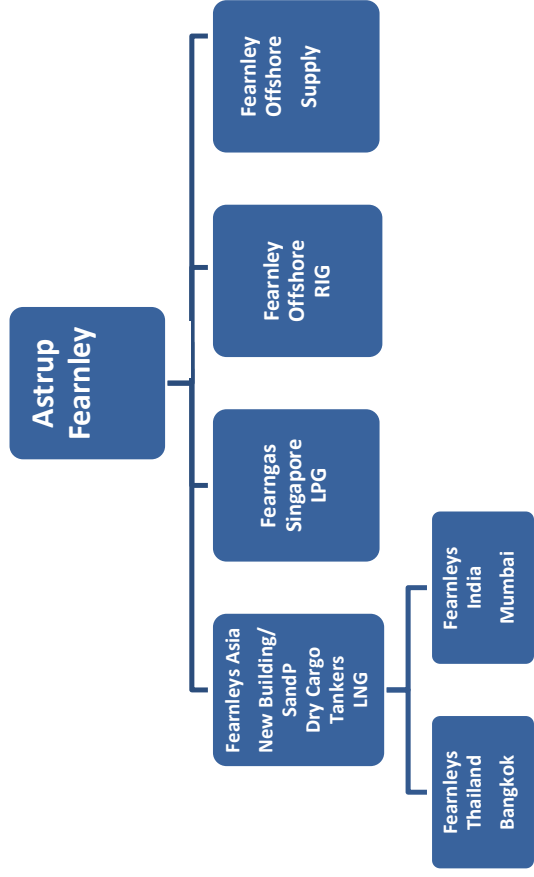 Astrup
Fearnley
Fearnleys Asia
New Building/
SandP
Dry Cargo
Tankers
LNG
Fearngas
Singapore
LPG
Fearnley
Offshore
RIG
Fearnley
Offshore
Supply
Fearnleys
Thailand
Bangkok
Fearnleys
India
Mumbai